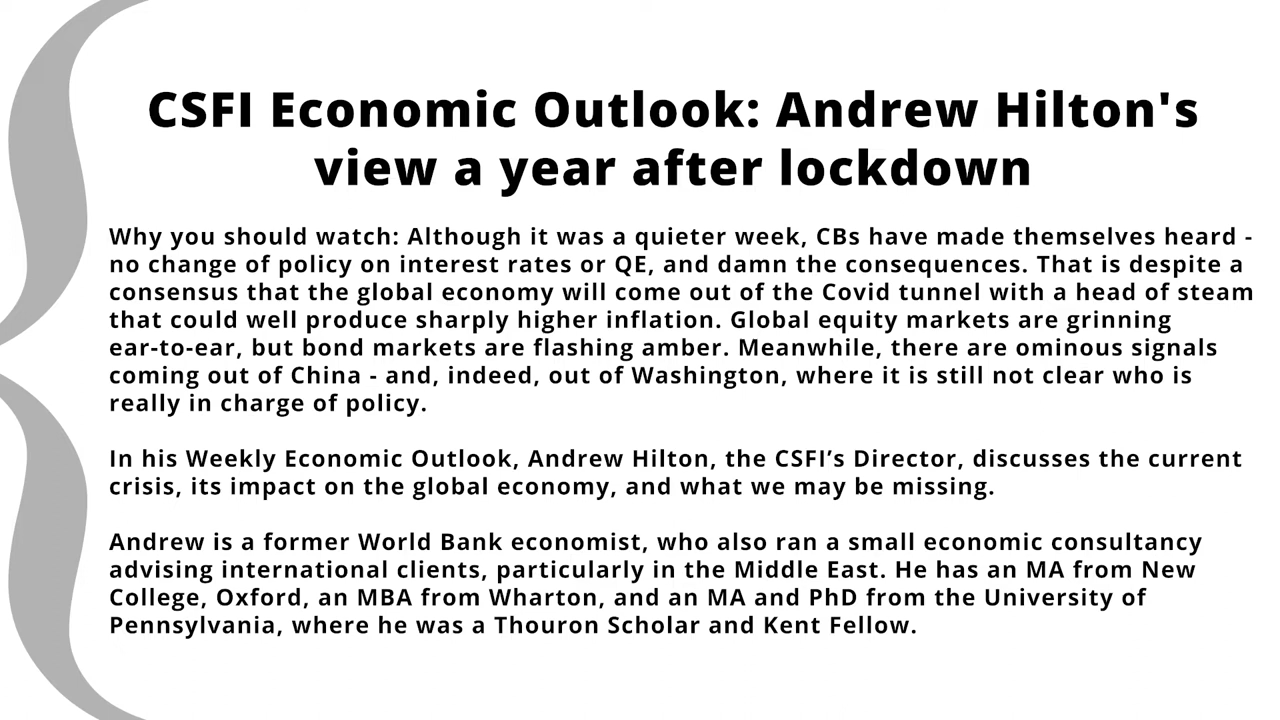 CSFI Economic Outlook: Andrew Hilton's
view a year after lockdown
Why you should watch: Although it was a quieter week, CBs have made themselves heard -
no change of policy on interest rates or QE, and damn the consequences. That is despite a
consensus that the global economy will come out of the Covid tunnel with a head of steam
that could well produce sharply higher inflation. Global equity markets are grinning
ear-to-ear, but bond markets are flashing amber. Meanwhile, there are ominous signals
coming out of China - and, indeed, out of Washington, where it is still not clear who is
really in charge of policy.
In his Weekly Economic Outlook, Andrew Hilton, the CSFI’s Director, discusses the current
crisis, its impact on the global economy, and what we may be missing.
Andrew is a former World Bank economist, who also ran a small economic consultancy
advising international clients, particularly in the Middle East. He has an MA from New
College, Oxford, an MBA from Wharton, and an MA and PhD from the University of
Pennsylvania, where he was a Thouron Scholar and Kent Fellow.